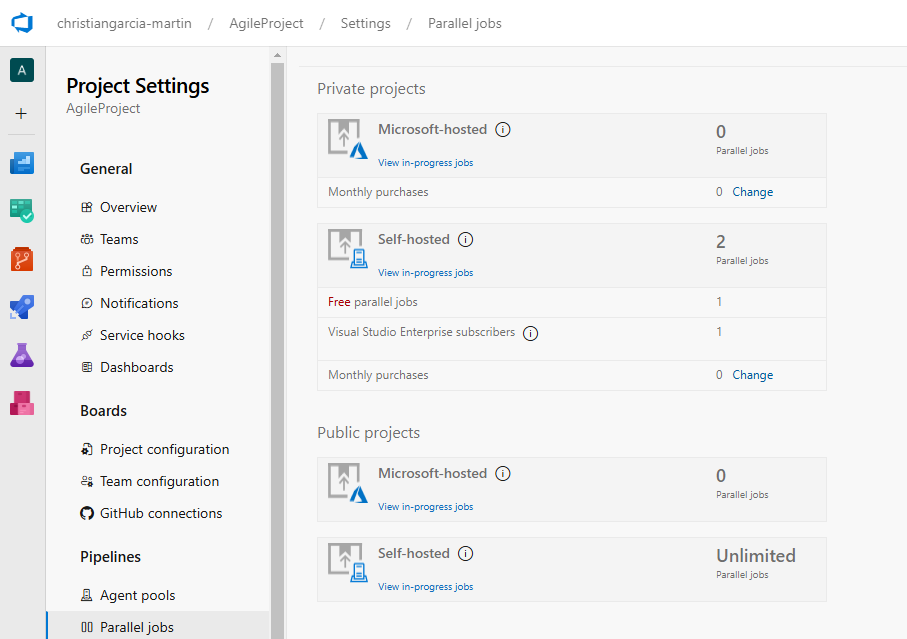 christiangarcia-martin / AgileProject / Settings / Parallel jobs
A
Project Settings
AgileProject
General
Overview
Teams
Permissions
Notifications
Service hooks
Dashboards
Boards
Project configuration
Team configuration
GitHub connections
Pipelines
Agent pools
Parallel jobs
Private projects
Microsoft-hosted
0
View in-progress jobs
Parallel jobs
Monthly purchases 0 Change
Self-hosted
2
View in-progress jobs
Parallel jobs
Free parallel jobs 1
Visual Studio Enterprise subscribers 1
Monthly purchases 0 Change
Public projects
Microsoft-hosted
0
View in-progress jobs
Parallel jobs
Self-hosted
Unlimited
View in-progress jobs
Parallel jobs